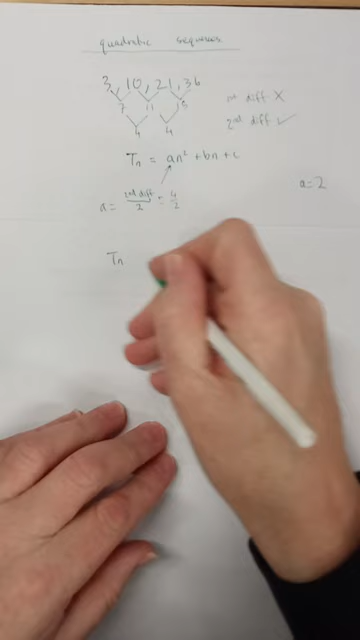 quadratic sequences
3, 10, 21, 36
7 11 15
4 4
1st diff ✗
2nd diff ✓
Tn = an² + bn + c
a = 2nd diff/2 = 4/2
a = 2
Tn